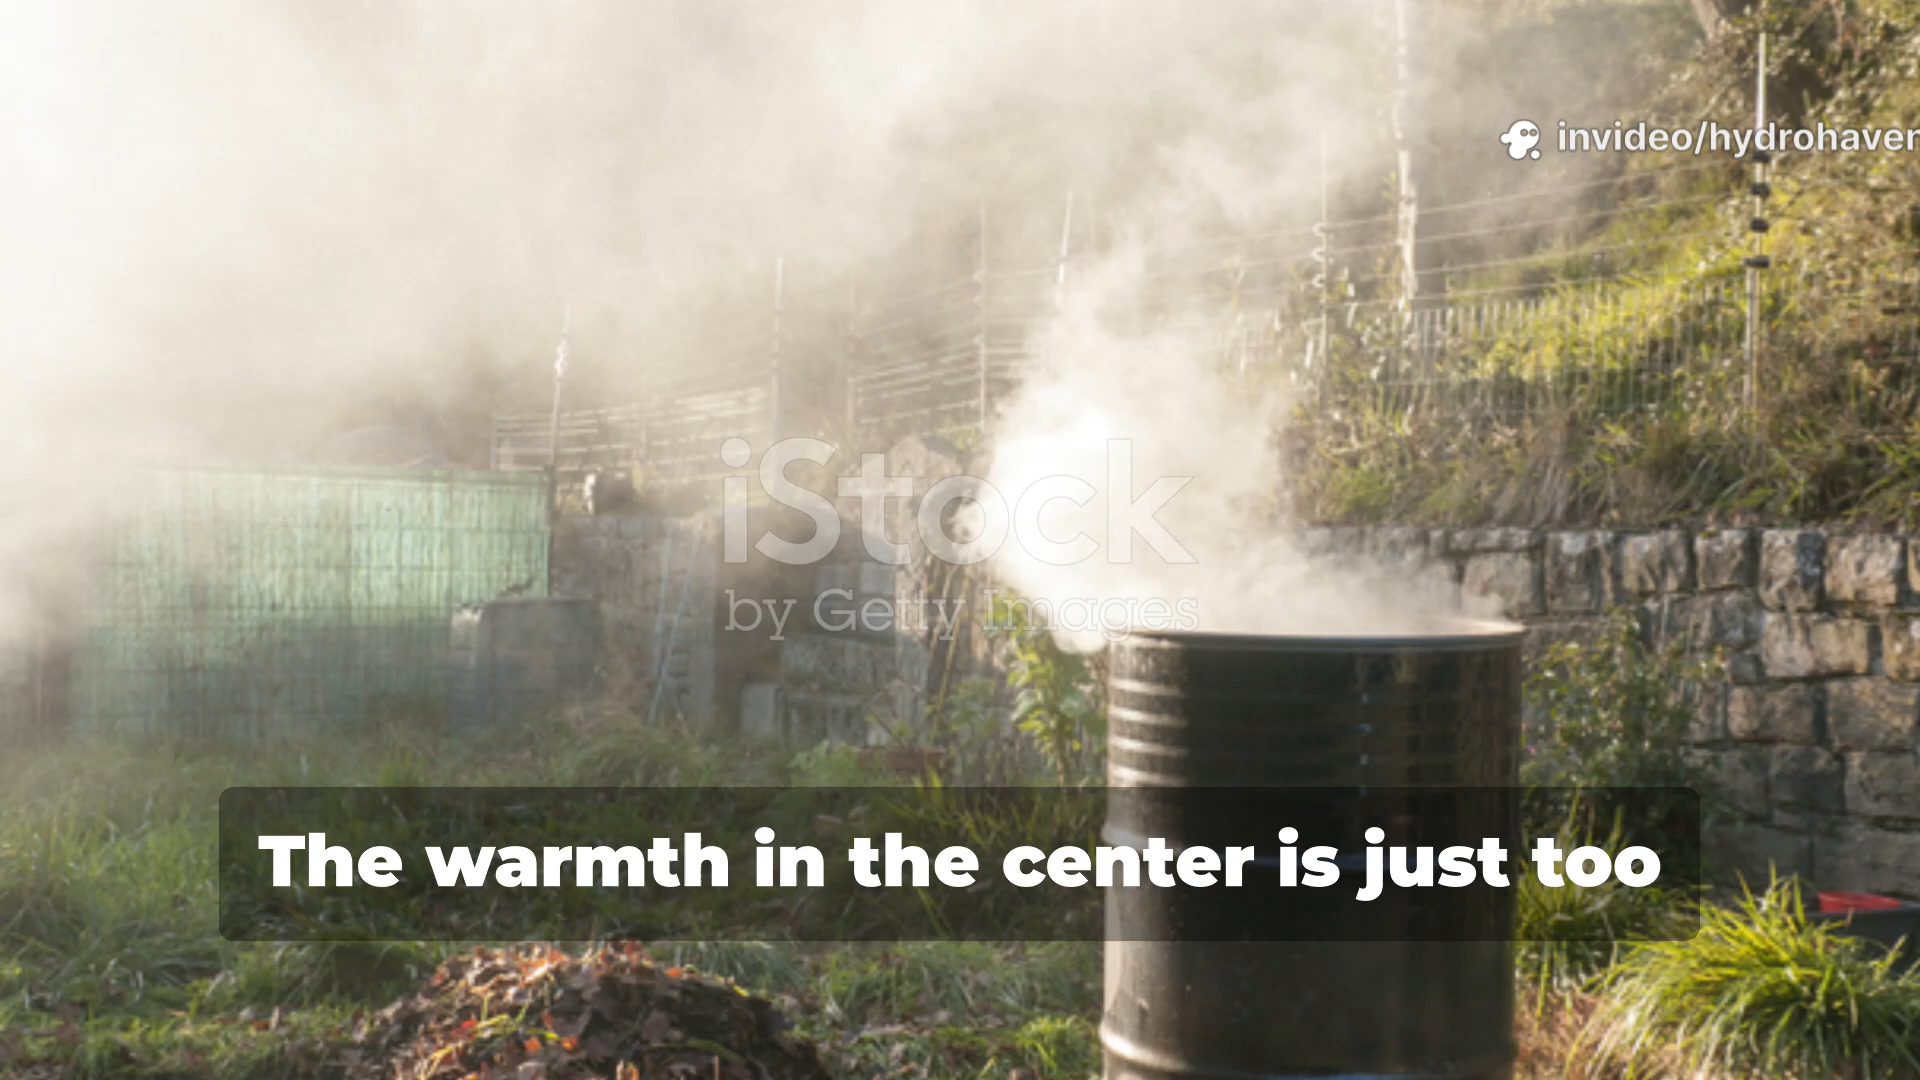 invideo/hydrohaven
iStock
by Getty Images
The warmth in the center is just too